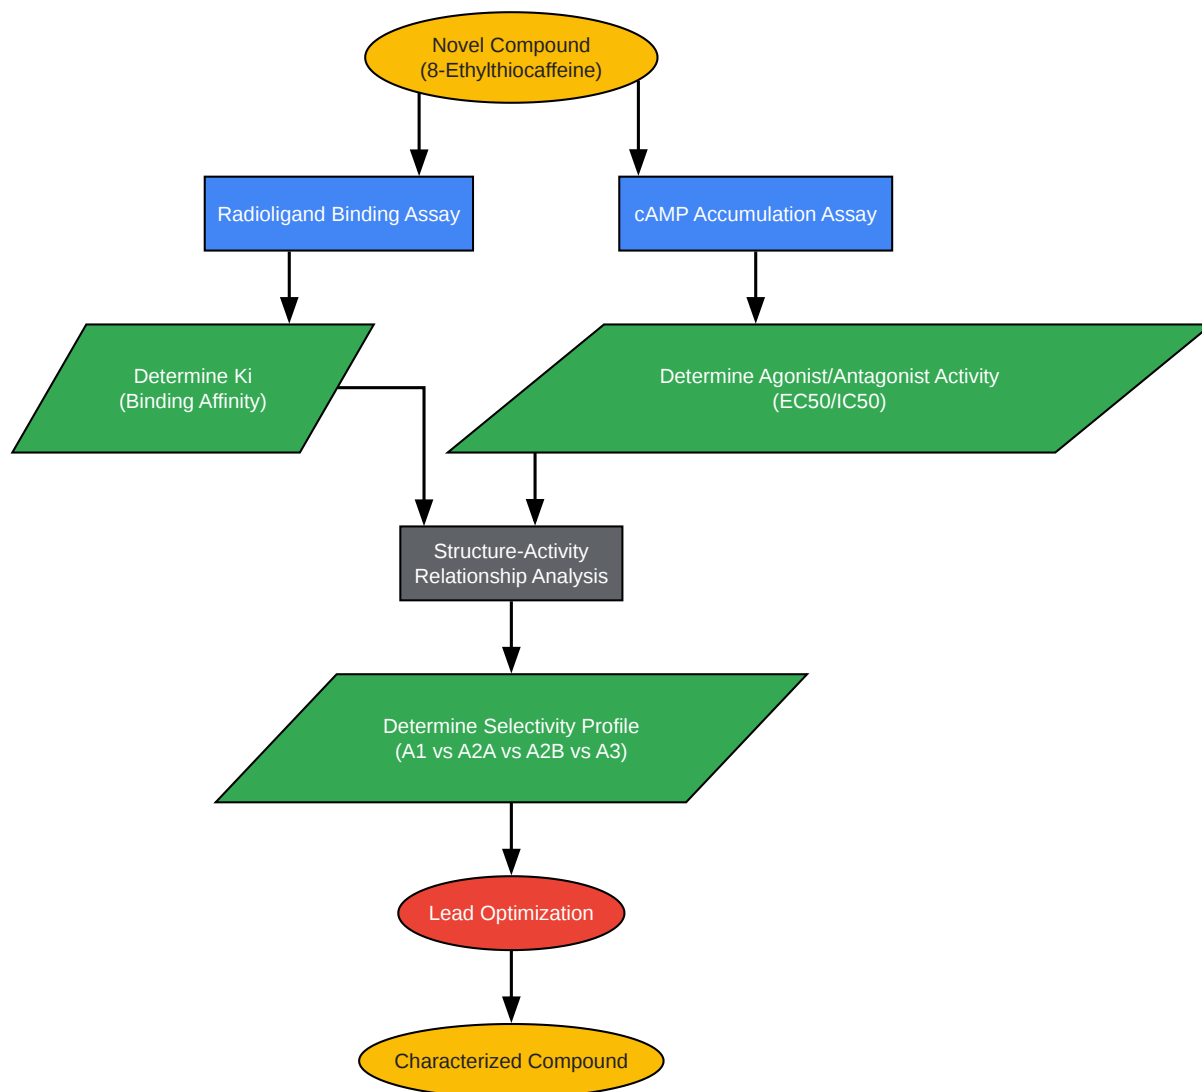 Novel Compound
(8-Ethylthiocaffeine)
Radioligand Binding Assay
cAMP Accumulation Assay
Determine Ki
(Binding Affinity)
Determine Agonist/Antagonist Activity
(EC50/IC50)
Structure-Activity
Relationship Analysis
Determine Selectivity Profile
(A1 vs A2A vs A2B vs A3)
Lead Optimization
Characterized Compound